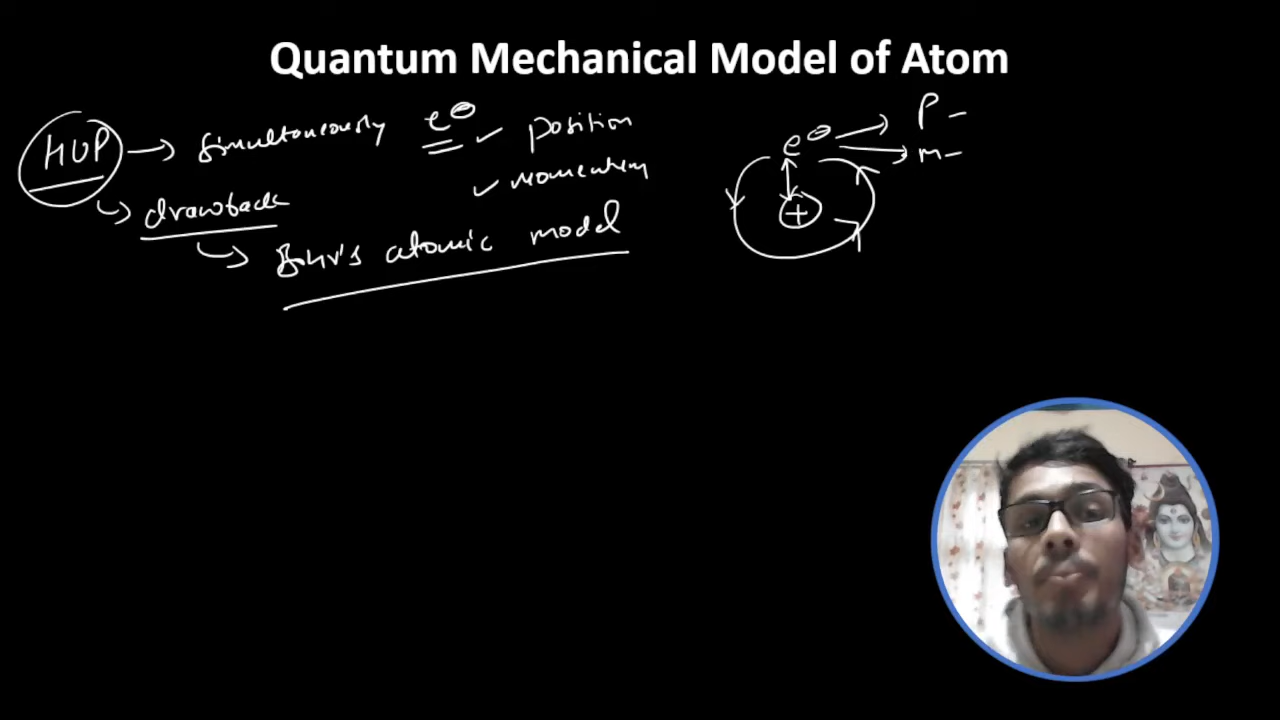 Quantum Mechanical Model of Atom
HUP → simultaneously e⊖ ✓ position
✓ momentum
↳ drawback
↳ Bohr's atomic model
e⊖ → P -
→ m -
+